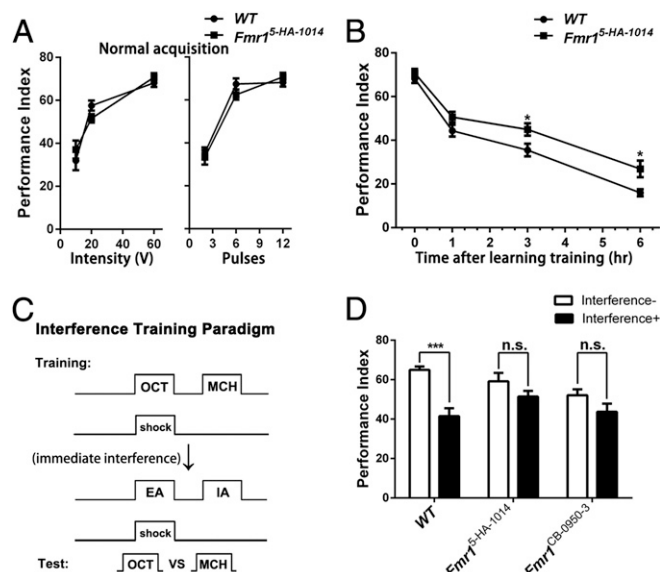 A
WT
Fmr1 5-HA-1014
Normal acquisition
Performance Index
80
60
40
20
0
0 20 40 60
Intensity (V)
0 3 6 9 12
Pulses
B
WT
Fmr1 5-HA-1014
Performance Index
80
60
40
20
0
* *
0 1 2 3 4 5 6
Time after learning training (hr)
C
Interference Training Paradigm
Training:
OCT MCH
shock
(immediate interference)
EA IA
shock
Test: OCT VS MCH
D
Interference-
Interference+
Performance Index
80
60
40
20
0
*** n.s. n.s.
WT
Fmr1 5-HA-1014
Fmr1 CB-0950-3